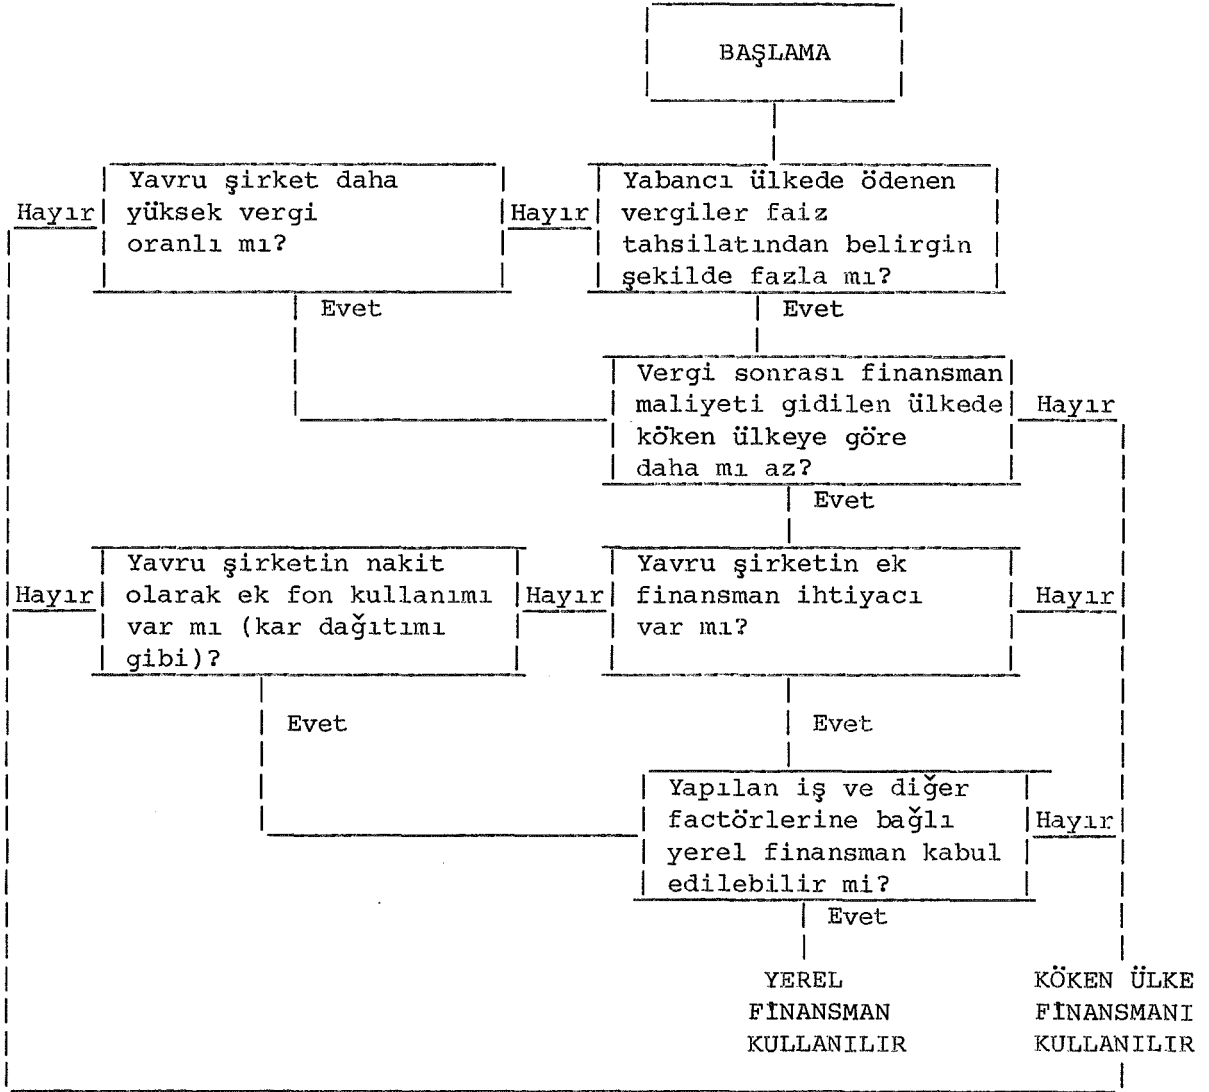 BAŞLAMA
Yavru şirket daha
yüksek vergi
oranlı mı?
Hayır
Hayır
Yabancı ülkede ödenen
vergiler faiz
tahsilatından belirgin
şekilde fazla mı?
Evet
Evet
Vergi sonrası finansman
maliyeti gidilen ülkede
köken ülkeye göre
daha mı az?
Hayır
Evet
Yavru şirketin nakit
olarak ek fon kullanımı
var mı (kar dağıtımı
gibi)?
Hayır
Hayır
Yavru şirketin ek
finansman ihtiyacı
var mı?
Hayır
Evet
Evet
Yapılan iş ve diğer
factörlerine bağlı
yerel finansman kabul
edilebilir mi?
Hayır
Evet
YEREL
FİNANSMAN
KULLANILIR
KÖKEN ÜLKE
FİNANSMANI
KULLANILIR